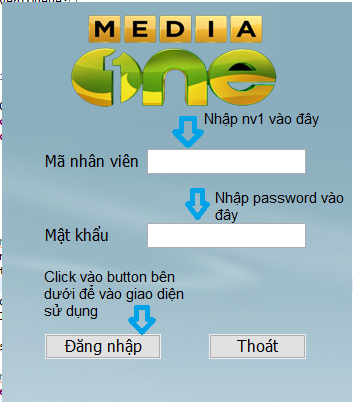 MEDIA
One
Nhập nv1 vào đây
Mã nhân viên
Nhập password vào
đây
Mật khẩu
Click vào button bên
dưới để vào giao diện
sử dụng
Đăng nhập
Thoát